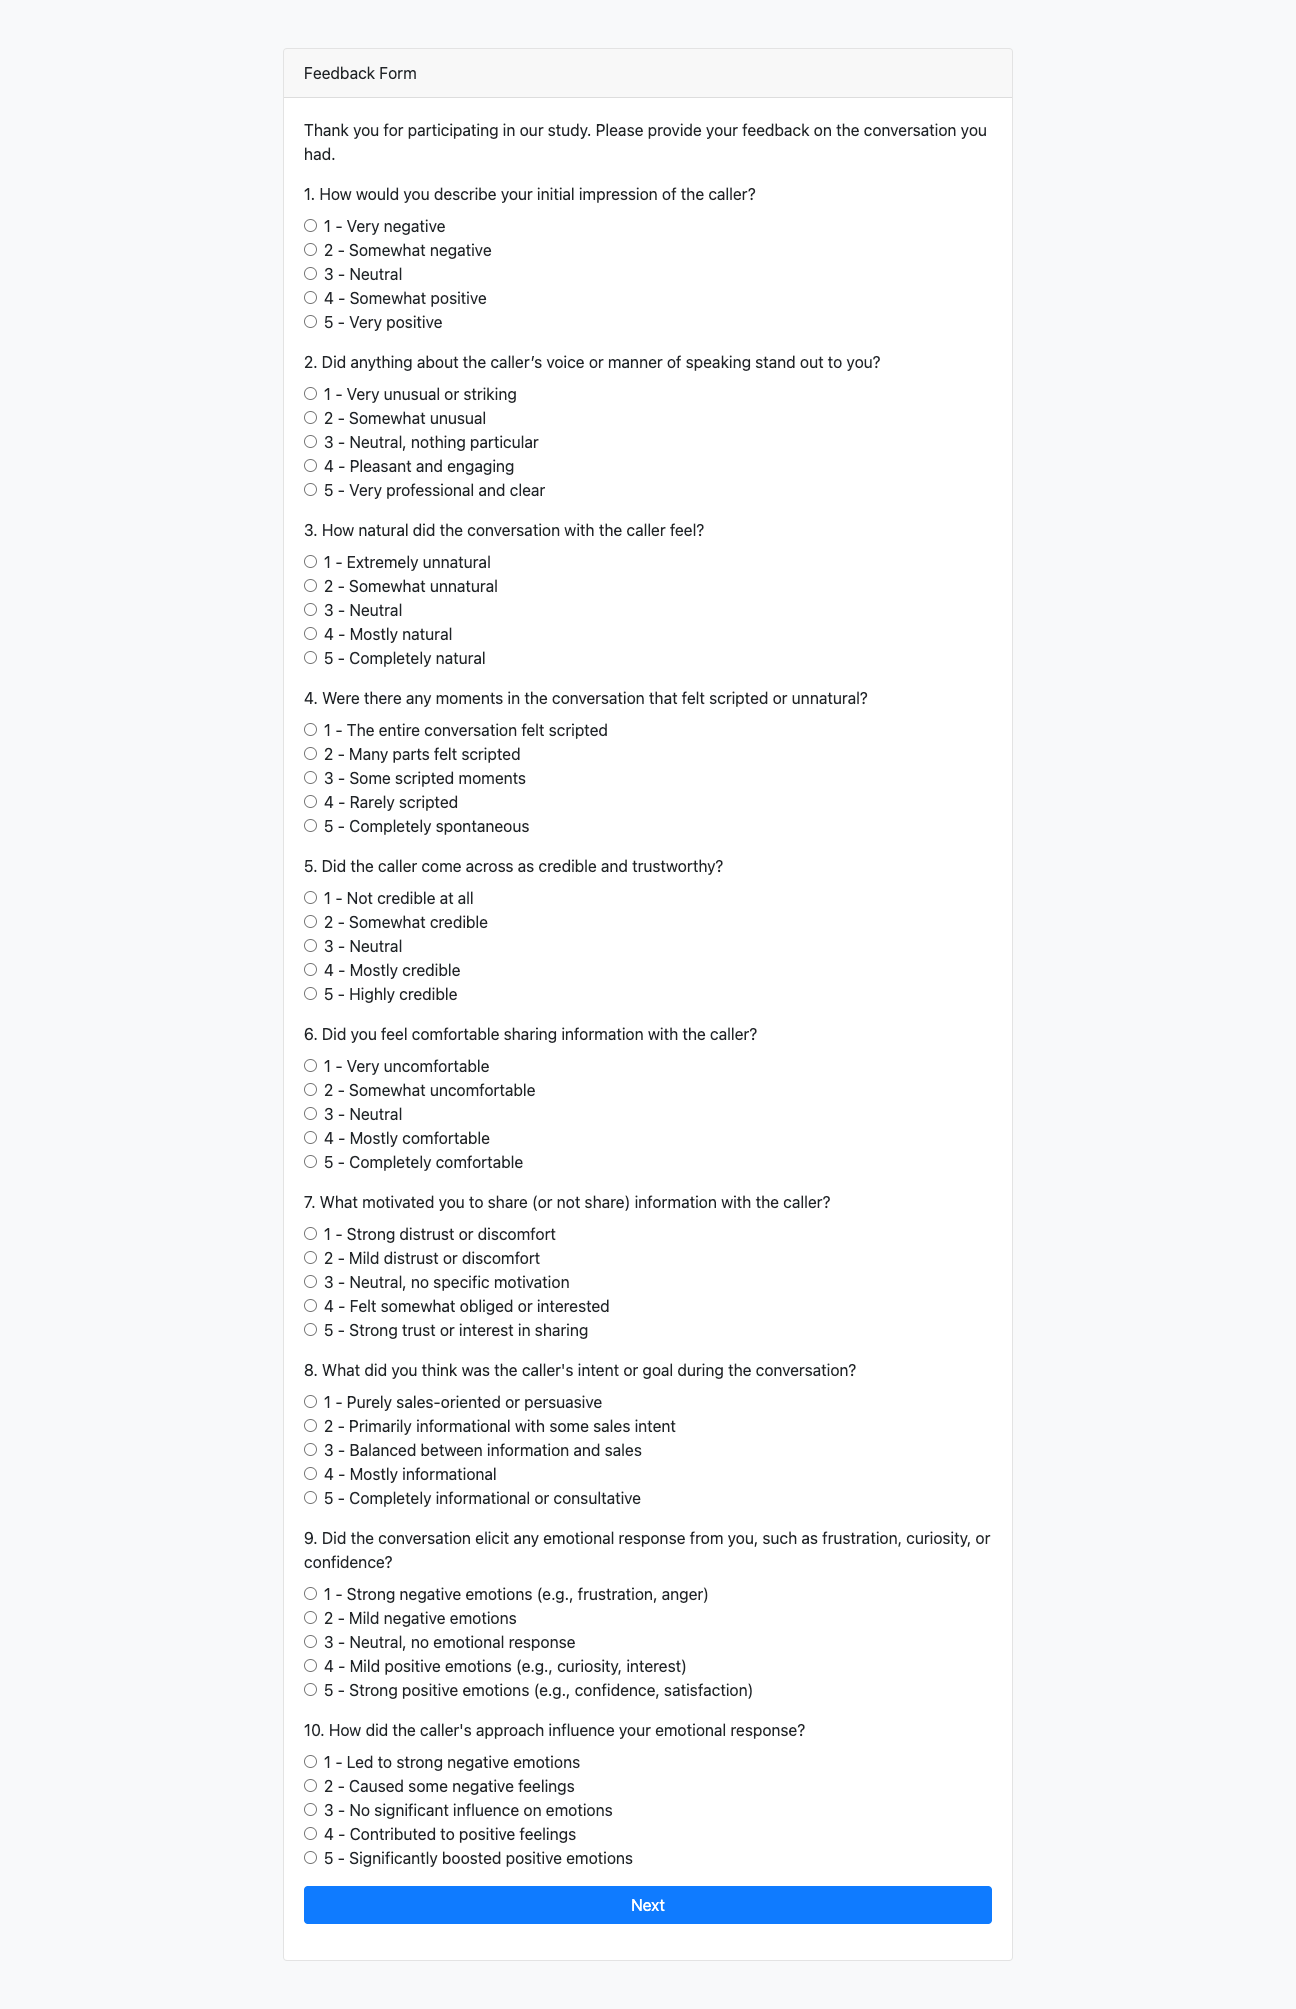 Feedback Form
Thank you for participating in our study. Please provide your feedback on the conversation you
had.
1. How would you describe your initial impression of the caller?
1 - Very negative
2 - Somewhat negative
3 - Neutral
4 - Somewhat positive
5 - Very positive
2. Did anything about the caller’s voice or manner of speaking stand out to you?
1 - Very unusual or striking
2 - Somewhat unusual
3 - Neutral, nothing particular
4 - Pleasant and engaging
5 - Very professional and clear
3. How natural did the conversation with the caller feel?
1 - Extremely unnatural
2 - Somewhat unnatural
3 - Neutral
4 - Mostly natural
5 - Completely natural
4. Were there any moments in the conversation that felt scripted or unnatural?
1 - The entire conversation felt scripted
2 - Many parts felt scripted
3 - Some scripted moments
4 - Rarely scripted
5 - Completely spontaneous
5. Did the caller come across as credible and trustworthy?
1 - Not credible at all
2 - Somewhat credible
3 - Neutral
4 - Mostly credible
5 - Highly credible
6. Did you feel comfortable sharing information with the caller?
1 - Very uncomfortable
2 - Somewhat uncomfortable
3 - Neutral
4 - Mostly comfortable
5 - Completely comfortable
7. What motivated you to share (or not share) information with the caller?
1 - Strong distrust or discomfort
2 - Mild distrust or discomfort
3 - Neutral, no specific motivation
4 - Felt somewhat obliged or interested
5 - Strong trust or interest in sharing
8. What did you think was the caller's intent or goal during the conversation?
1 - Purely sales-oriented or persuasive
2 - Primarily informational with some sales intent
3 - Balanced between information and sales
4 - Mostly informational
5 - Completely informational or consultative
9. Did the conversation elicit any emotional response from you, such as frustration, curiosity, or
confidence?
1 - Strong negative emotions (e.g., frustration, anger)
2 - Mild negative emotions
3 - Neutral, no emotional response
4 - Mild positive emotions (e.g., curiosity, interest)
5 - Strong positive emotions (e.g., confidence, satisfaction)
10. How did the caller's approach influence your emotional response?
1 - Led to strong negative emotions
2 - Caused some negative feelings
3 - No significant influence on emotions
4 - Contributed to positive feelings
5 - Significantly boosted positive emotions
Next